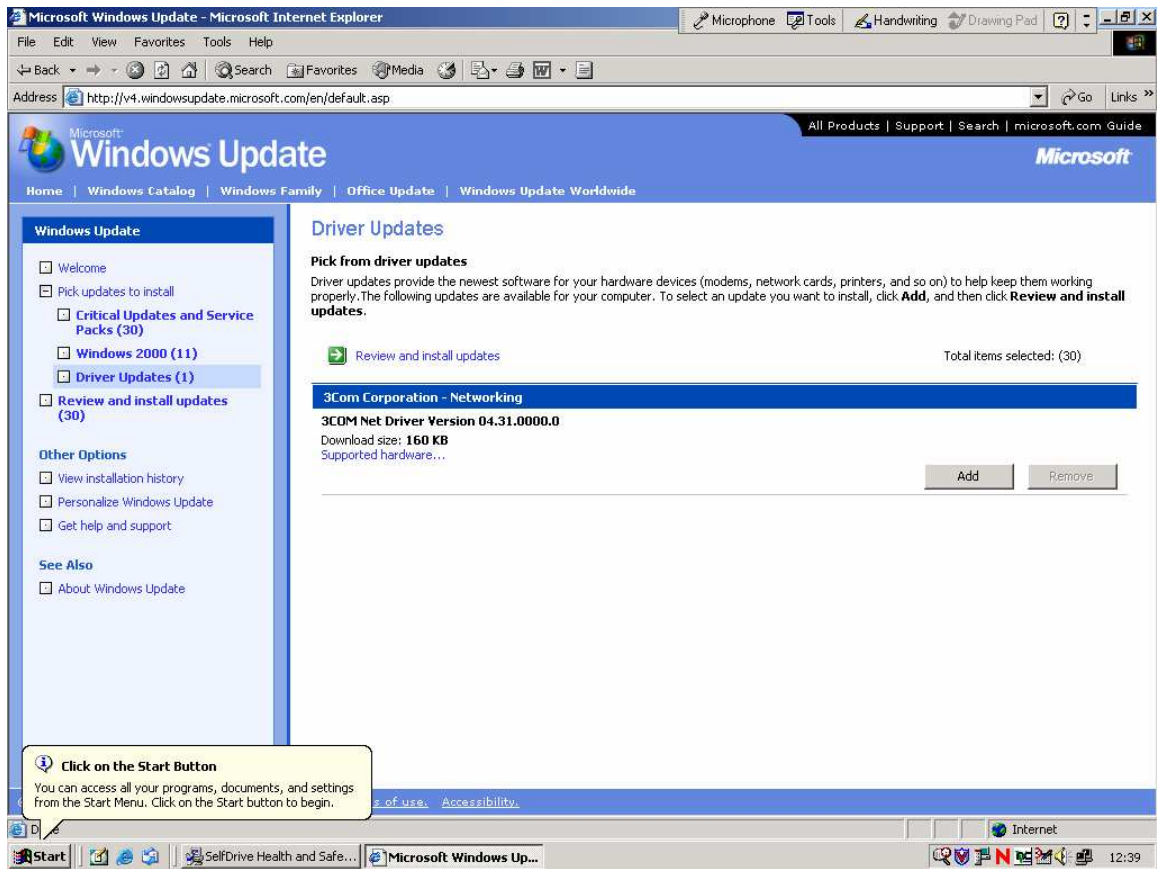 Microsoft Windows Update - Microsoft Internet Explorer
Microphone Tools Handwriting Drawing Pad
File Edit View Favorites Tools Help
Back Search Favorites Media
Address http://v4.windowsupdate.microsoft.com/en/default.asp Go Links »
All Products | Support | Search | microsoft.com Guide
Microsoft
Windows Update
Microsoft
Home | Windows Catalog | Windows Family | Office Update | Windows Update Worldwide
Windows Update
Welcome
Pick updates to install
Critical Updates and Service
Packs (30)
Windows 2000 (11)
Driver Updates (1)
Review and install updates
(30)
Other Options
View installation history
Personalize Windows Update
Get help and support
See Also
About Windows Update
Driver Updates
Pick from driver updates
Driver updates provide the newest software for your hardware devices (modems, network cards, printers, and so on) to help keep them working
properly.The following updates are available for your computer. To select an update you want to install, click Add, and then click Review and install
updates.
Review and install updates Total items selected: (30)
3Com Corporation - Networking
3COM Net Driver Version 04.31.0000.0
Download size: 160 KB
Supported hardware...
Add Remove
Click on the Start Button
You can access all your programs, documents, and settings
from the Start Menu. Click on the Start button to begin.
of use. Accessibility.
Internet
Start SelfDrive Health and Safe... Microsoft Windows Up... 12:39